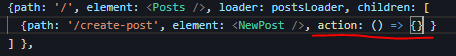 {path: '/', element: <Posts />, loader: postsLoader, children: [
{path: '/create-post', element: <NewPost />, action: () => {} }
] },